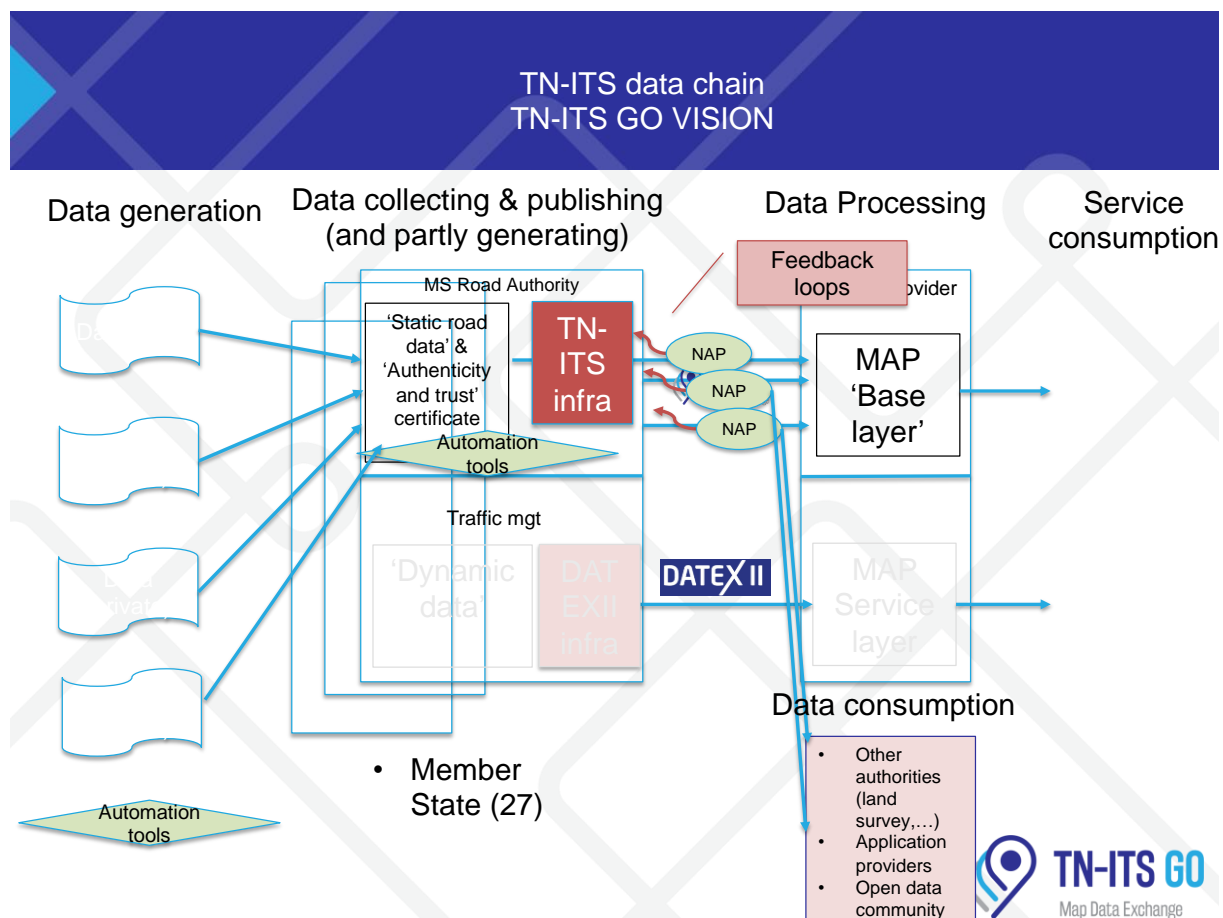 TN-ITS data chain
TN-ITS GO VISION
Data generation
Data collecting & publishing
(and partly generating)
Data Processing
Service
consumption
Feedback
loops
MS Road Authority
‘Static road
data’ &
‘Authenticity
and trust’
certificate
TN-
ITS
infra
NAP
NAP
NAP
MAP
‘Base
layer’
Automation
tools
Traffic mgt
‘Dynamic
data’
DAT
EXII
infra
DATEX II
MAP
Service
layer
Data consumption
• Member
State (27)
• Other
authorities
(land
survey,…)
• Application
providers
• Open data
community
Automation
tools
TN-ITS GO
Map Data Exchange